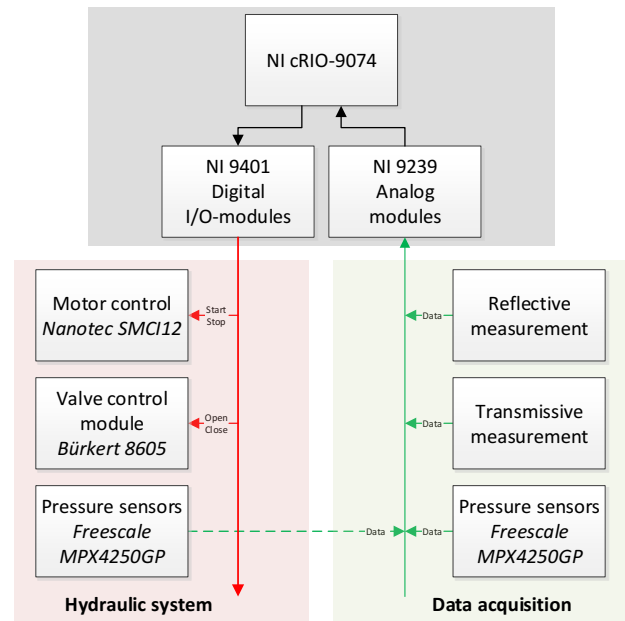 NI cRIO-9074
NI 9401
Digital
I/O-modules
NI 9239
Analog
modules
Motor control
Nanotec SMCI12
Start
Stop
Valve control
module
Bürkert 8605
Open
Close
Pressure sensors
Freescale
MPX4250GP
Data
Hydraulic system
Reflective
measurement
Data
Transmissive
measurement
Data
Pressure sensors
Freescale
MPX4250GP
Data
Data acquisition